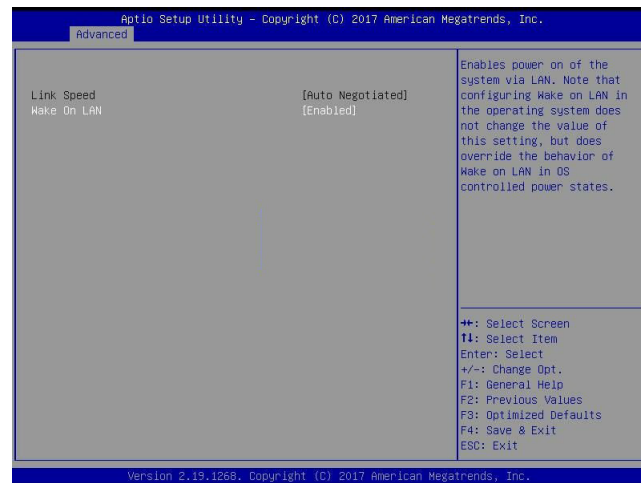 Aptio Setup Utility – Copyright (C) 2017 American Megatrends, Inc.
Advanced
Link Speed [Auto Negotiated]
Wake On LAN [Enabled]
Enables power on of the
system via LAN. Note that
configuring Wake on LAN in
the operating system does
not change the value of
this setting, but does
override the behavior of
Wake on LAN in OS
controlled power states.
→←: Select Screen
↑↓: Select Item
Enter: Select
+/-: Change Opt.
F1: General Help
F2: Previous Values
F3: Optimized Defaults
F4: Save & Exit
ESC: Exit
Version 2.19.1268. Copyright (C) 2017 American Megatrends, Inc.